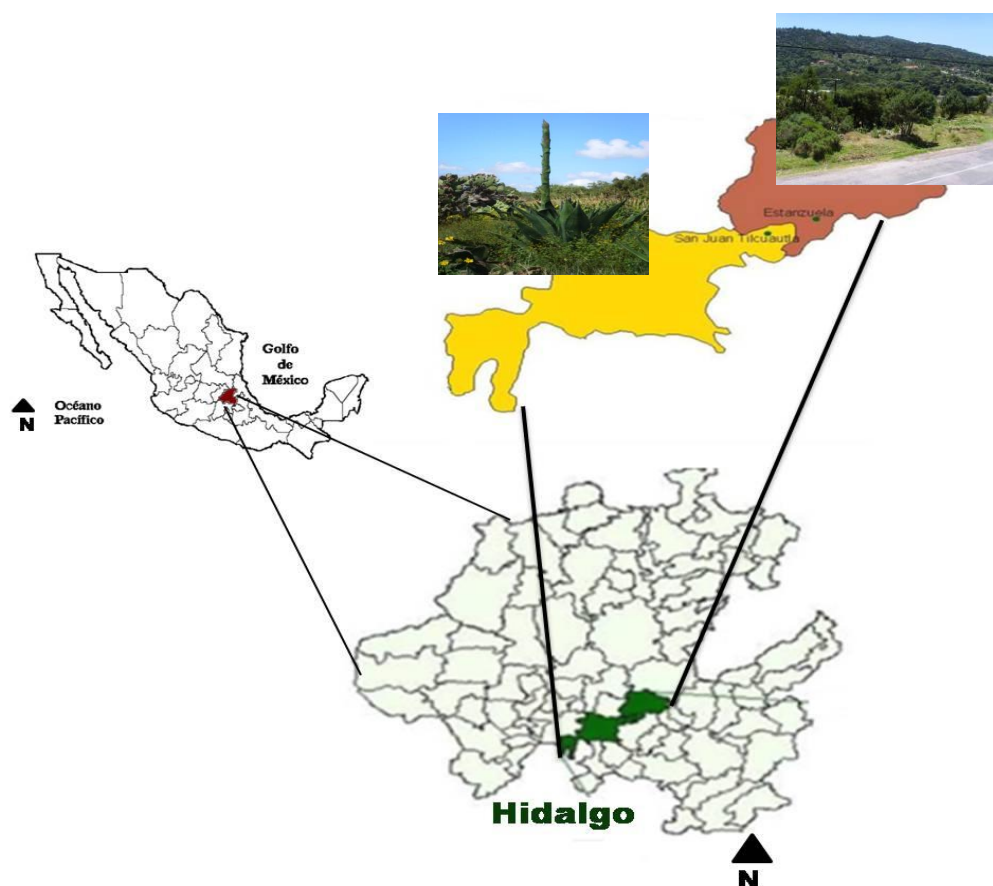 Estanzuela
San Juan Tilcuautla
Golfo
de
México
Océano
Pacífico
N
Hidalgo
N